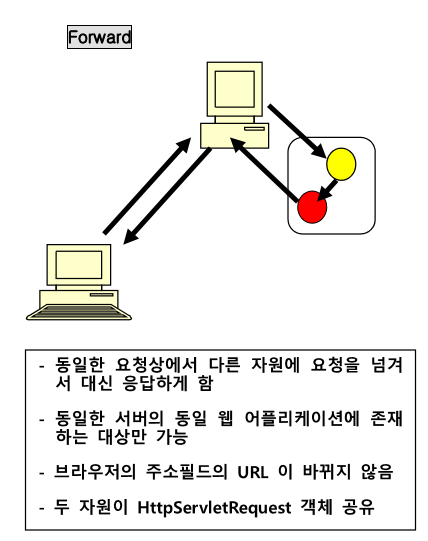 Forward
- 동일한 요청상에서 다른 자원에 요청을 넘겨
서 대신 응답하게 함
- 동일한 서버의 동일 웹 어플리케이션에 존재
하는 대상만 가능
- 브라우저의 주소필드의 URL 이 바뀌지 않음
- 두 자원이 HttpServletRequest 객체 공유